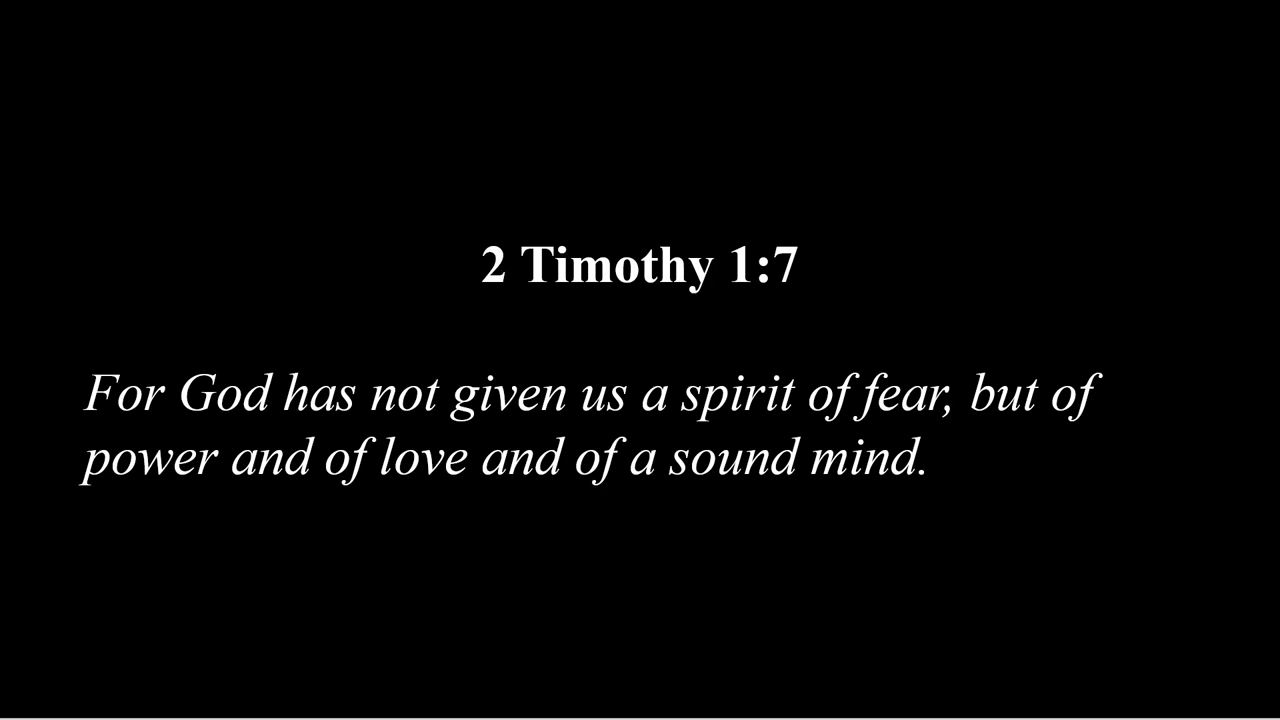 2 Timothy 1:7
For God has not given us a spirit of fear, but of
power and of love and of a sound mind.